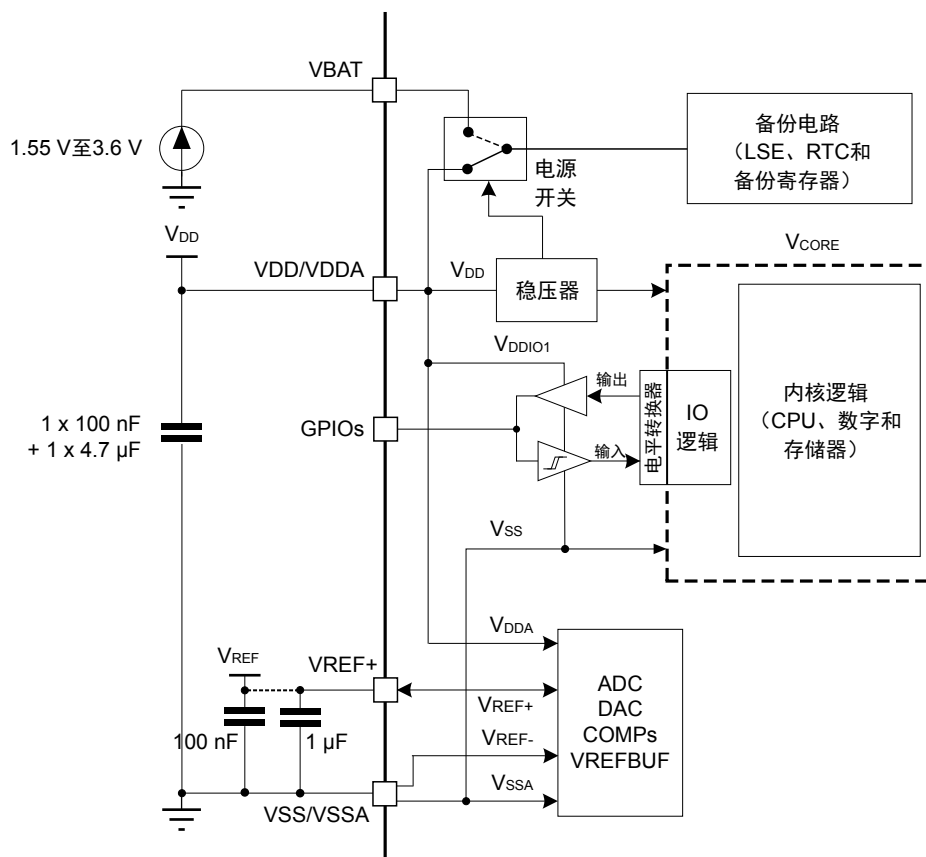 VBAT
1.55 V至3.6 V
电源
开关
备份电路
（LSE、RTC和
备份寄存器）
VDD
VDD/VDDA
VDD
稳压器
VCORE
VDDIO1
输出
GPIOs
输入
电平转换器
IO
逻辑
内核逻辑
（CPU、数字和
存储器）
1 x 100 nF
+ 1 x 4.7 µF
VSS
VDDA
VREF
VREF+
VREF+
100 nF
1 µF
VREF-
VSSA
VSS/VSSA
ADC
DAC
COMPs
VREFBUF